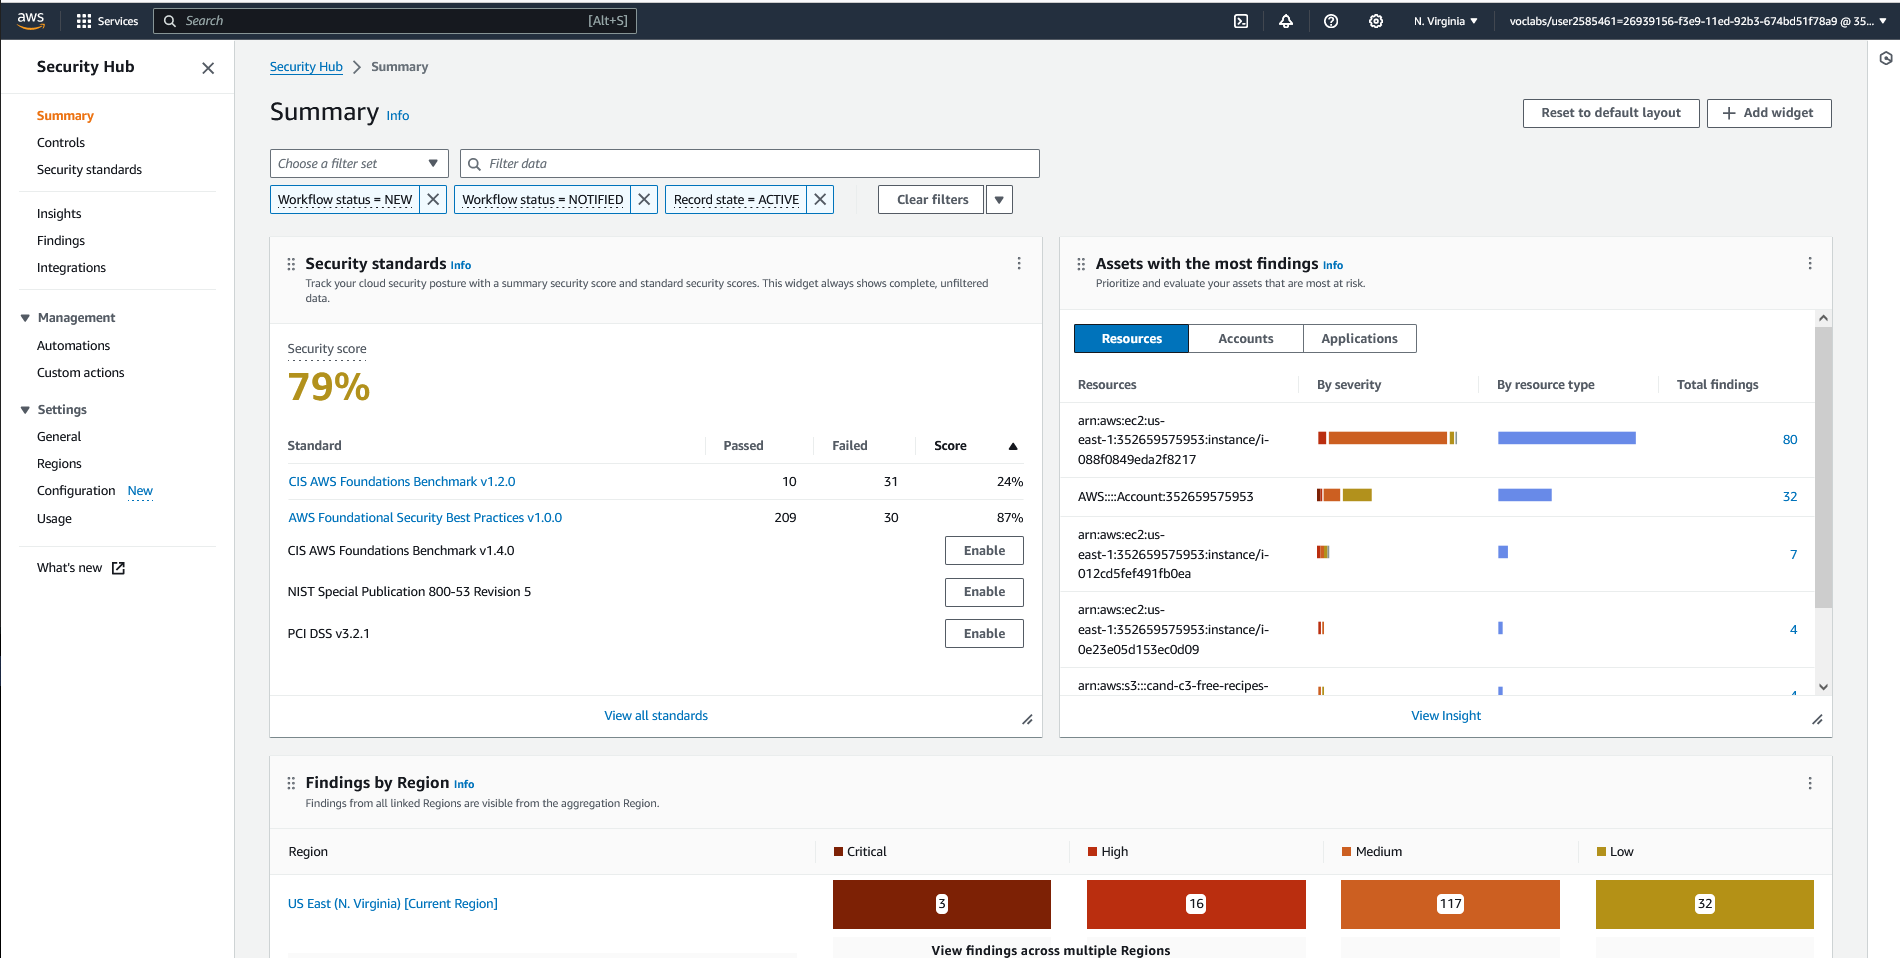 aws
Services
Search
[Alt+S]
N. Virginia
voclabs/user2585461=26939156-f3e9-11ed-92b3-674bd51f78a9 @ 35...
Security Hub
Summary
Controls
Security standards
Insights
Findings
Integrations
Management
Automations
Custom actions
Settings
General
Regions
Configuration New
Usage
What's new
Security Hub Summary
Summary Info
Reset to default layout
Add widget
Choose a filter set
Filter data
Workflow status = NEW
Workflow status = NOTIFIED
Record state = ACTIVE
Clear filters
Security standards Info
Track your cloud security posture with a summary security score and standard security scores. This widget always shows complete, unfiltered
data.
Security score
79%
Standard Passed Failed Score
CIS AWS Foundations Benchmark v1.2.0 10 31 24%
AWS Foundational Security Best Practices v1.0.0 209 30 87%
CIS AWS Foundations Benchmark v1.4.0 Enable
NIST Special Publication 800-53 Revision 5 Enable
PCI DSS v3.2.1 Enable
View all standards
Assets with the most findings Info
Prioritize and evaluate your assets that are most at risk.
Resources Accounts Applications
Resources By severity By resource type Total findings
arn:aws:ec2:us-
east-1:352659575953:instance/i-
088f0849eda2f8217
80
AWS::::Account:352659575953 32
arn:aws:ec2:us-
east-1:352659575953:instance/i-
012cd5fef491fb0ea
7
arn:aws:ec2:us-
east-1:352659575953:instance/i-
0e23e05d153ec0d09
4
arn:aws:s3:::cand-c3-free-recipes-
View Insight
Findings by Region Info
Findings from all linked Regions are visible from the aggregation Region.
Region Critical High Medium Low
US East (N. Virginia) [Current Region] 3 16 117 32
View findings across multiple Regions